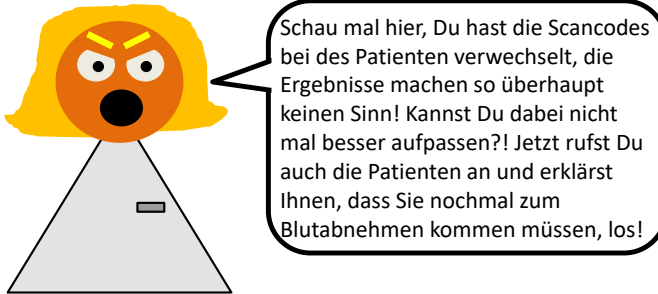 Schau mal hier, Du hast die Scancodes
bei des Patienten verwechselt, die
Ergebnisse machen so überhaupt
keinen Sinn! Kannst Du dabei nicht
mal besser aufpassen?! Jetzt rufst Du
auch die Patienten an und erklärst
Ihnen, dass Sie nochmal zum
Blutabnehmen kommen müssen, los!